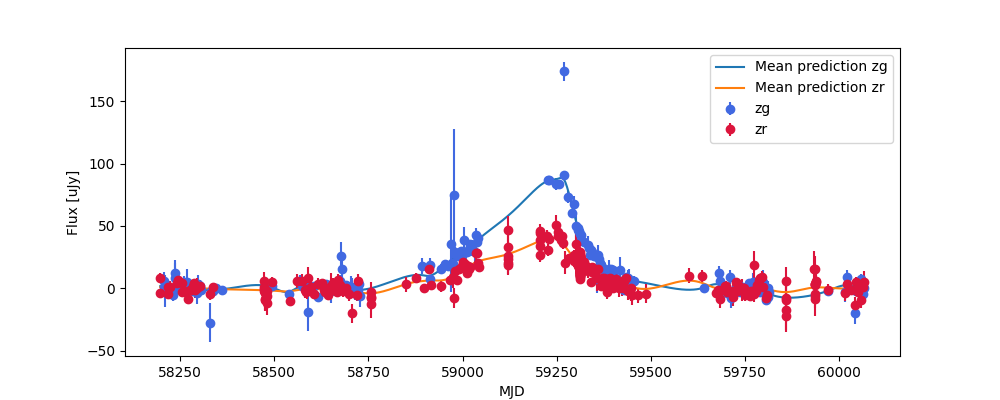 Mean prediction zg
Mean prediction zr
zg
zr
150
100
50
0
−50
Flux [uJy]
58250
58500
58750
59000
59250
59500
59750
60000
MJD